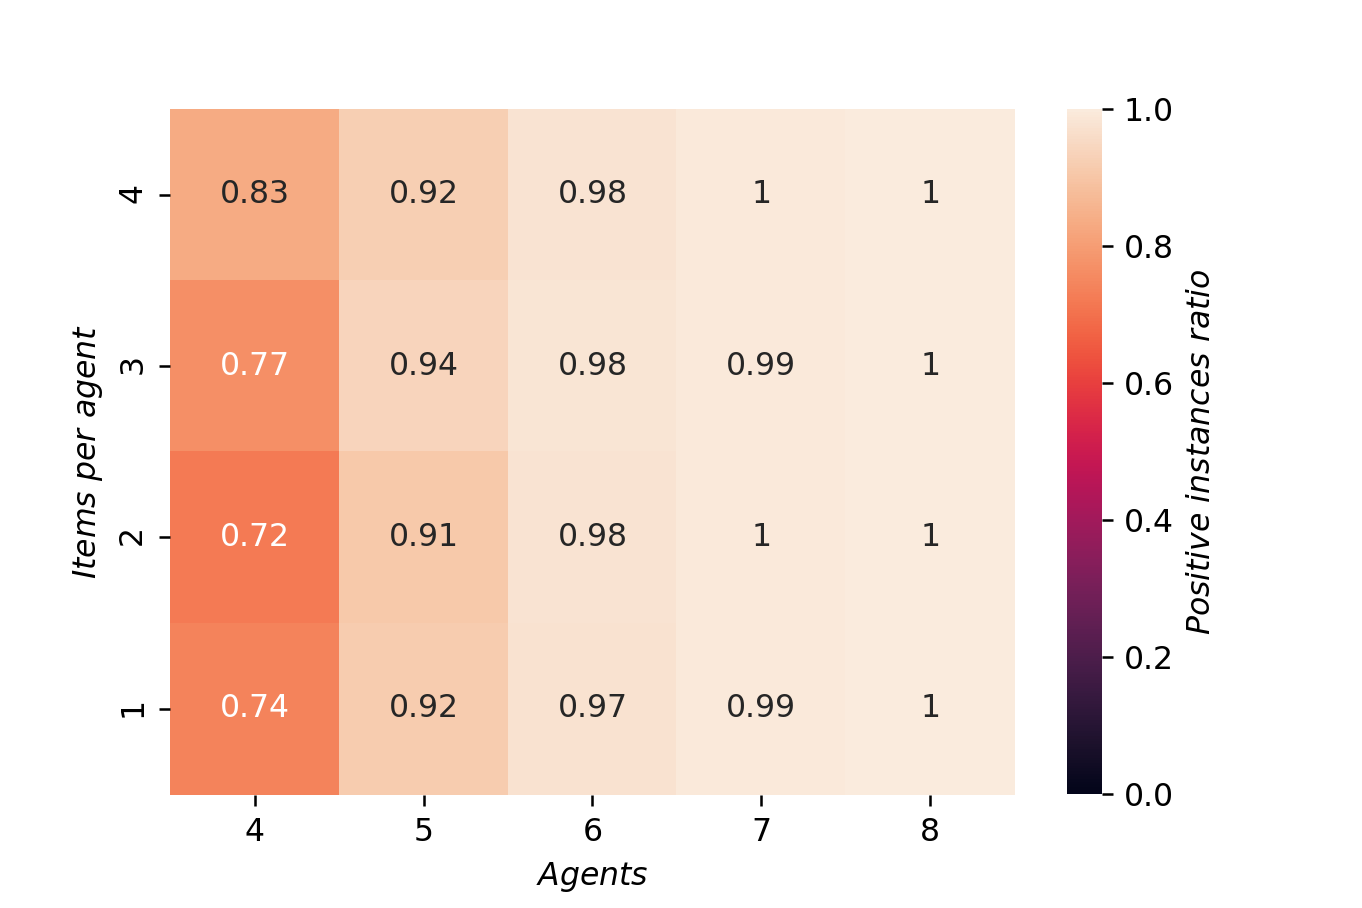 4 0.83 0.92 0.98 1 1
3 0.77 0.94 0.98 0.99 1
2 0.72 0.91 0.98 1 1
1 0.74 0.92 0.97 0.99 1
4 5 6 7 8
Agents
Items per agent
1.0
0.8
0.6
0.4
0.2
0.0
Positive instances ratio